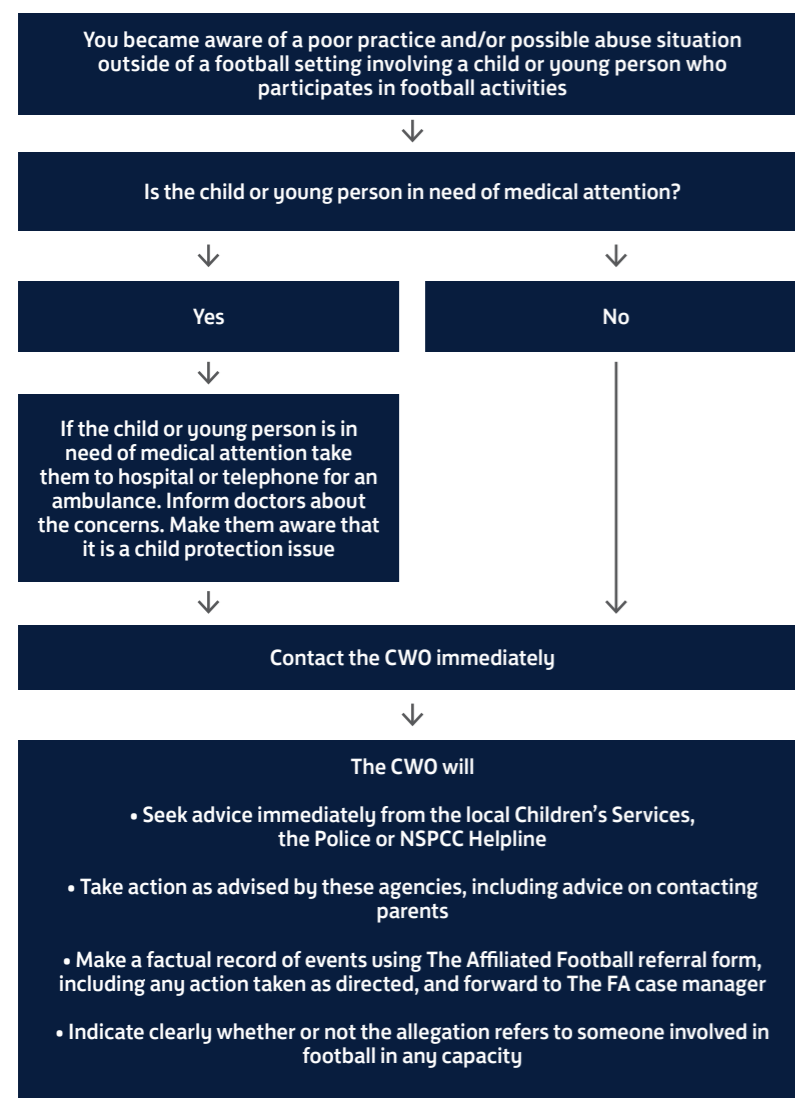 You became aware of a poor practice and/or possible abuse situation
outside of a football setting involving a child or young person who
participates in football activities
Is the child or young person in need of medical attention?
Yes
No
If the child or young person is in
need of medical attention take
them to hospital or telephone for an
ambulance. Inform doctors about
the concerns. Make them aware that
it is a child protection issue
Contact the CWO immediately
The CWO will
• Seek advice immediately from the local Children’s Services,
the Police or NSPCC Helpline
• Take action as advised by these agencies, including advice on contacting
parents
• Make a factual record of events using The Affiliated Football referral form,
including any action taken as directed, and forward to The FA case manager
• Indicate clearly whether or not the allegation refers to someone involved in
football in any capacity